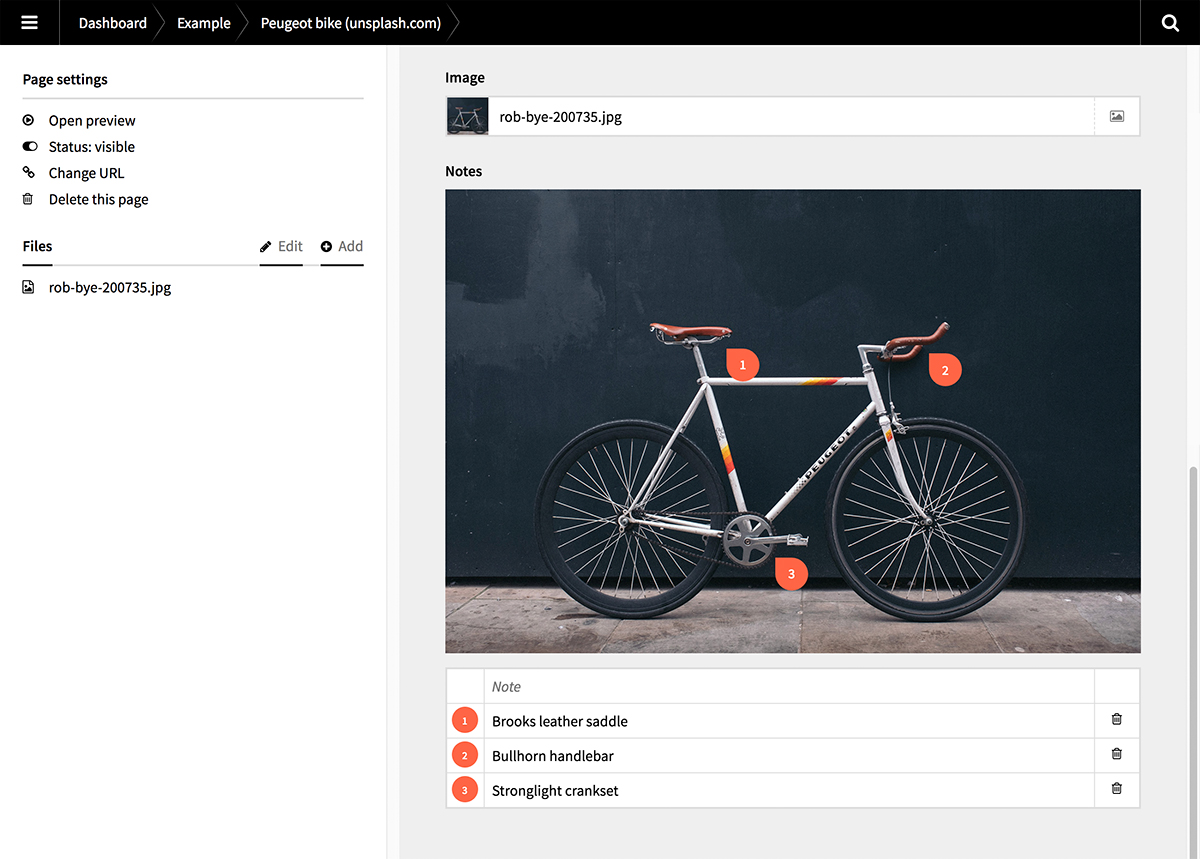 Dashboard Example Peugeot bike (unsplash.com)
Page settings
Open preview
Status: visible
Change URL
Delete this page
Files Edit Add
rob-bye-200735.jpg
Image
rob-bye-200735.jpg
Notes
1
2
PEUGEOT
3
Note
1 Brooks leather saddle
2 Bullhorn handlebar
3 Stronglight crankset